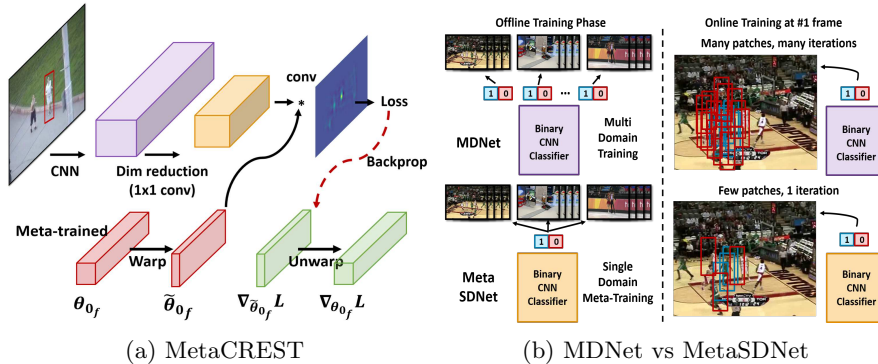 (a)
conv
*
Loss
CNN
Dim reduction
(1x1 conv)
Backprop
Meta-trained
Warp
Unwarp
θ₀f
θ̃₀f
∇θ̃₀f L
∇θ₀f L
(a) MetaCREST
(b)
Offline Training Phase
1 0 1 0 ... 1 0
MDNet
Binary
CNN
Classifier
Multi
Domain
Training
1 0
Meta
SDNet
Binary
CNN
Classifier
Single
Domain
Meta-Training
Online Training at #1 frame
Many patches, many iterations
1 0
Binary
CNN
Classifier
Few patches, 1 iteration
1 0
Binary
CNN
Classifier
(b) MDNet vs MetaSDNet